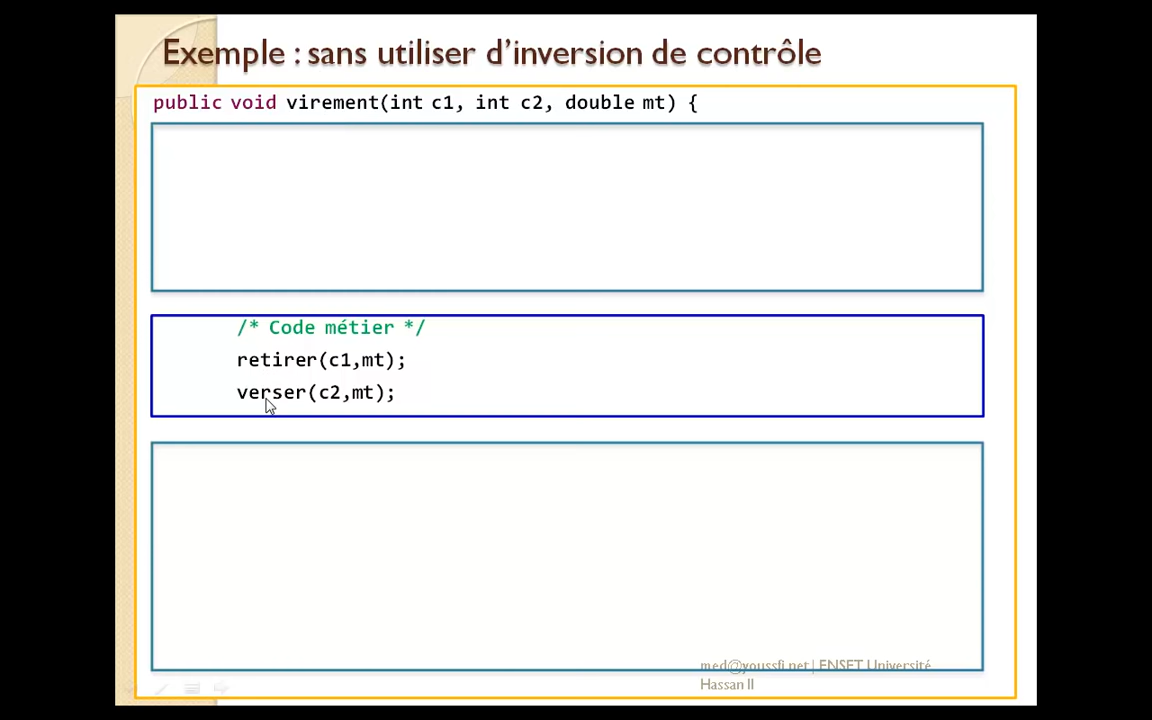 Exemple : sans utiliser d'inversion de contrôle
public void virement(int c1, int c2, double mt) {
/* Code métier */
retirer(c1,mt);
verser(c2,mt);
med@youssfi.net | ENSET Université
Hassan II